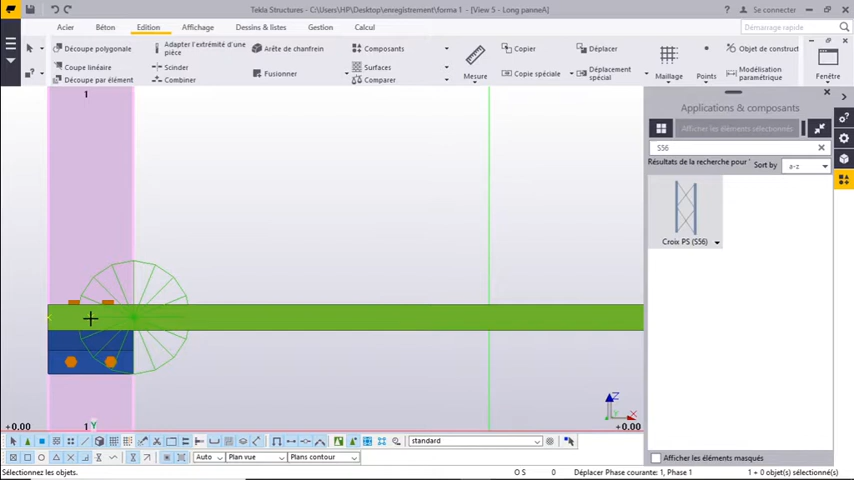 Tekla Structures - C:\Users\HP\Desktop\enregistrement\forma 1 - [View 5 - Long panneA]
Se connecter
Acier Béton Edition Affichage Dessins & listes Gestion Calcul
Démarrage rapide
Découpe polygonale
Adapter l'extrémité d'une pièce
Arête de chanfrein
Composants
Copier
Déplacer
Objet de construct
Coupe linéaire
Scinder
Fusionner
Surfaces
Mesure
Copie spéciale
Déplacement spécial
Maillage
Points
Modélisation paramétrique
Fenêtre
Découpe par élément
Combiner
Comparer
1
Applications & composants
Afficher les éléments sélectionnés
S56
Résultats de la recherche pour '
Sort by
a-z
Croix PS (S56)
Z
X
+0.00
1
Y
+0.00
standard
Auto
Plan vue
Plans contour
Afficher les éléments masqués
Sélectionnez les objets.
O S
0
Déplacer Phase courante: 1, Phase 1
1 + 0 objet(s) sélectionné(s)